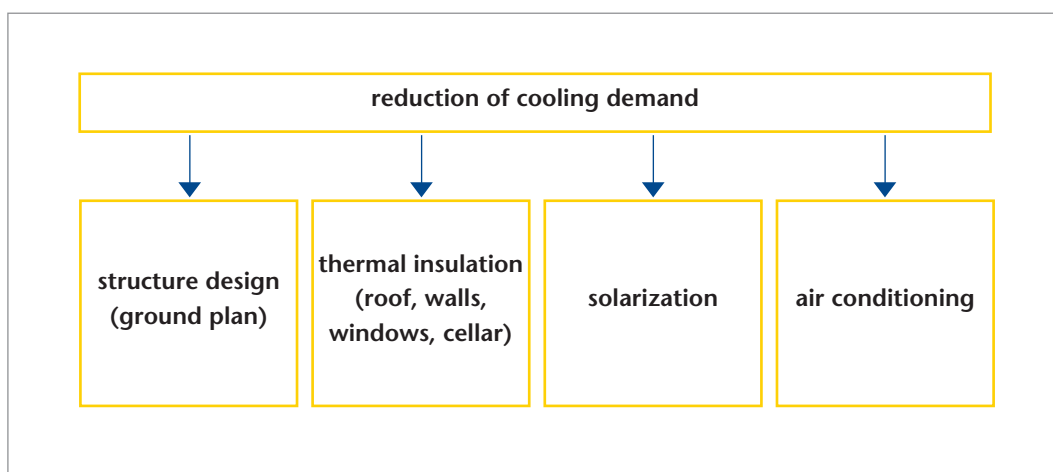 reduction of cooling demand
structure design
(ground plan)
thermal insulation
(roof, walls,
windows, cellar)
solarization
air conditioning